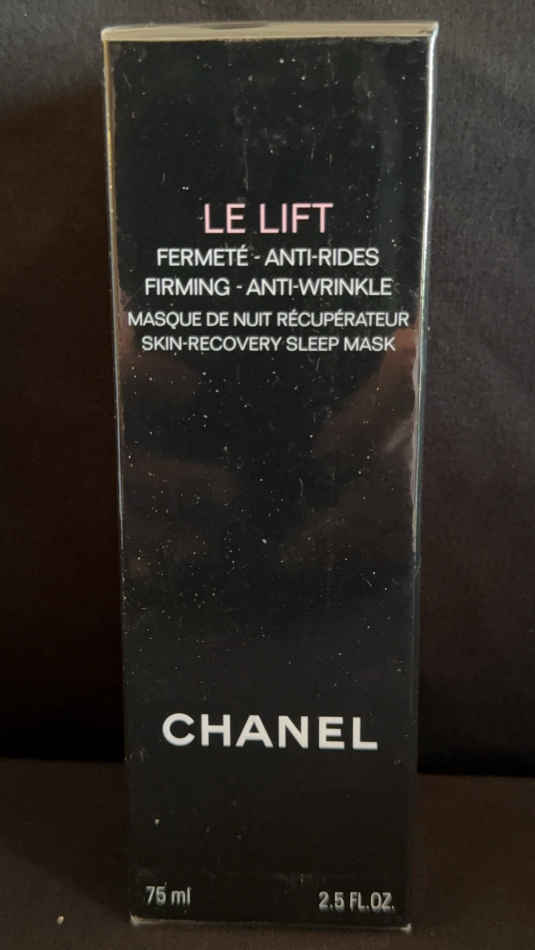 LE LIFT
FERMETÉ - ANTI-RIDES
FIRMING - ANTI-WRINKLE
MASQUE DE NUIT RÉCUPÉRATEUR
SKIN-RECOVERY SLEEP MASK
CHANEL
75 ml 2.5 FL.OZ.